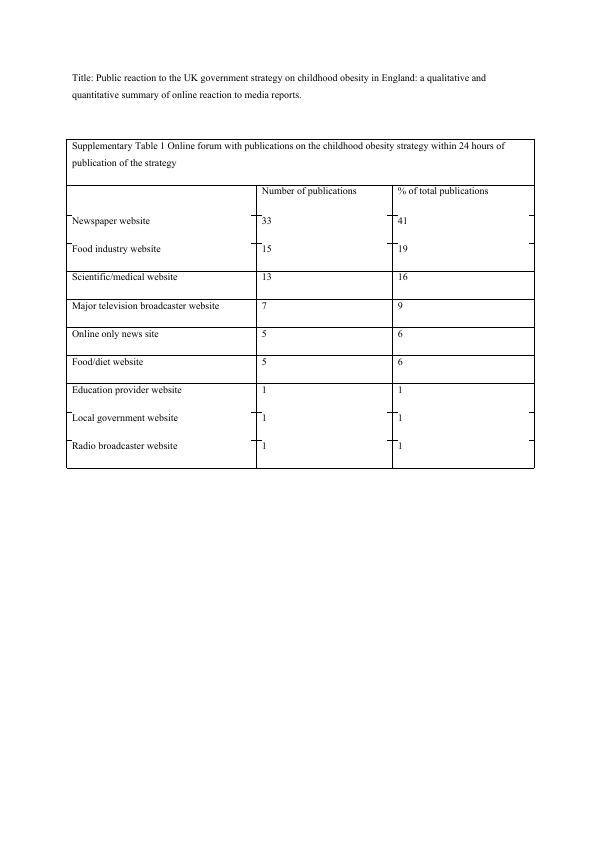 Title: Public reaction to the UK government strategy on childhood obesity in England: a qualitative and
quantitative summary of online reaction to media reports.
Supplementary Table 1 Online forum with publications on the childhood obesity strategy within 24 hours of
publication of the strategy
Number of publications % of total publications
Newspaper website 33 41
Food industry website 15 19
Scientific/medical website 13 16
Major television broadcaster website 7 9
Online only news site 5 6
Food/diet website 5 6
Education provider website 1 1
Local government website 1 1
Radio broadcaster website 1 1